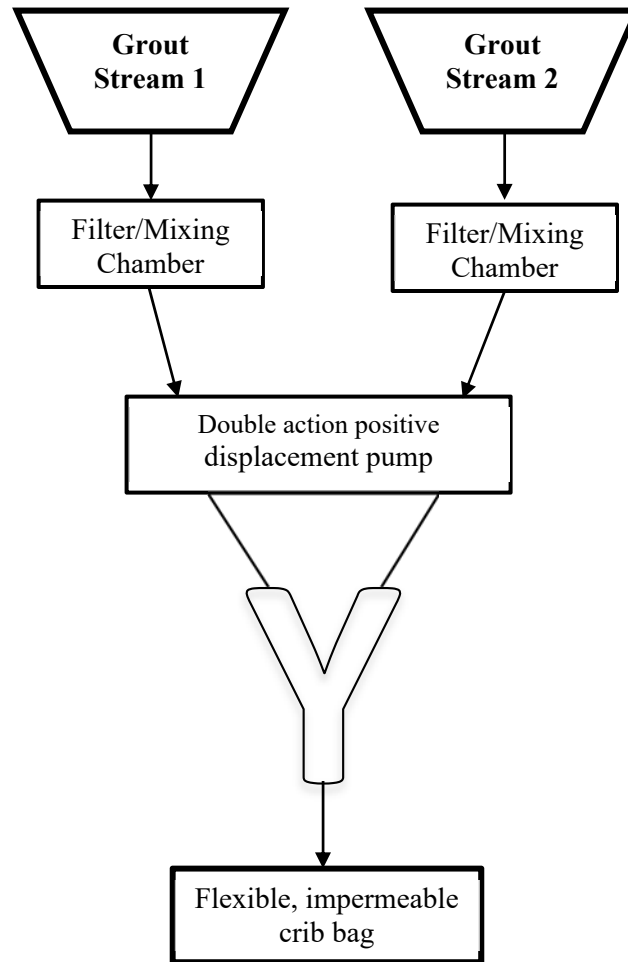 Grout
Stream 1
Grout
Stream 2
Filter/Mixing
Chamber
Filter/Mixing
Chamber
Double action positive
displacement pump
Flexible, impermeable
crib bag